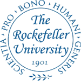 SCIENTIA • PRO • BONO • HUMANI • GENERIS
The
Rockefeller
University
1901